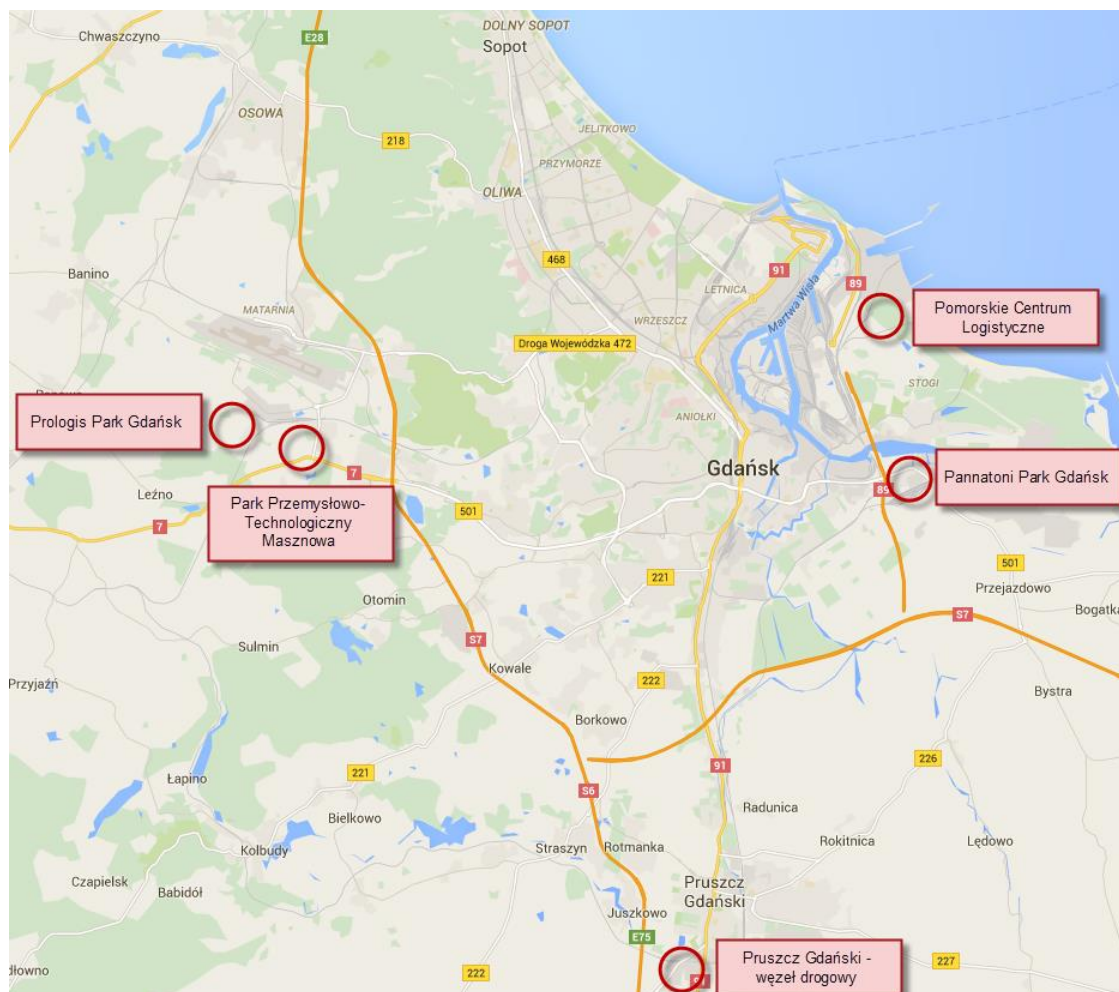 DOLNY SOPOT
Sopot
Chwaszczyno
E28
OSOWA
218
JELITKOWO
PRZYMORZE
OLIWA
468
Banino
MATARNIA
91
LETNICA
Martwa Wisła
89
WRZESZCZ
Droga Wojewódzka 472
Pomorskie Centrum
Logistyczne
STOGI
Prologis Park Gdańsk
ANIOŁKI
Gdańsk
7
Leźno
7
Park Przemysłowo-
Technologiczny
Masznowa
501
89
Pannatoni Park Gdańsk
221
501
Przejazdowo
Otomin
Bogatka
S7
S7
Sulmin
Kowale
222
Przyjaźń
Bystra
Borkowo
Łapino
221
91
226
S6
Bielkowo
Radunica
Kolbudy
Straszyn
Rotmanka
Rokitnica
Lędowo
Czapielsk
Babidół
Pruszcz
Gdański
Juszkowo
E75
Pruszcz Gdański -
węzeł drogowy
dłowno
222
91
227